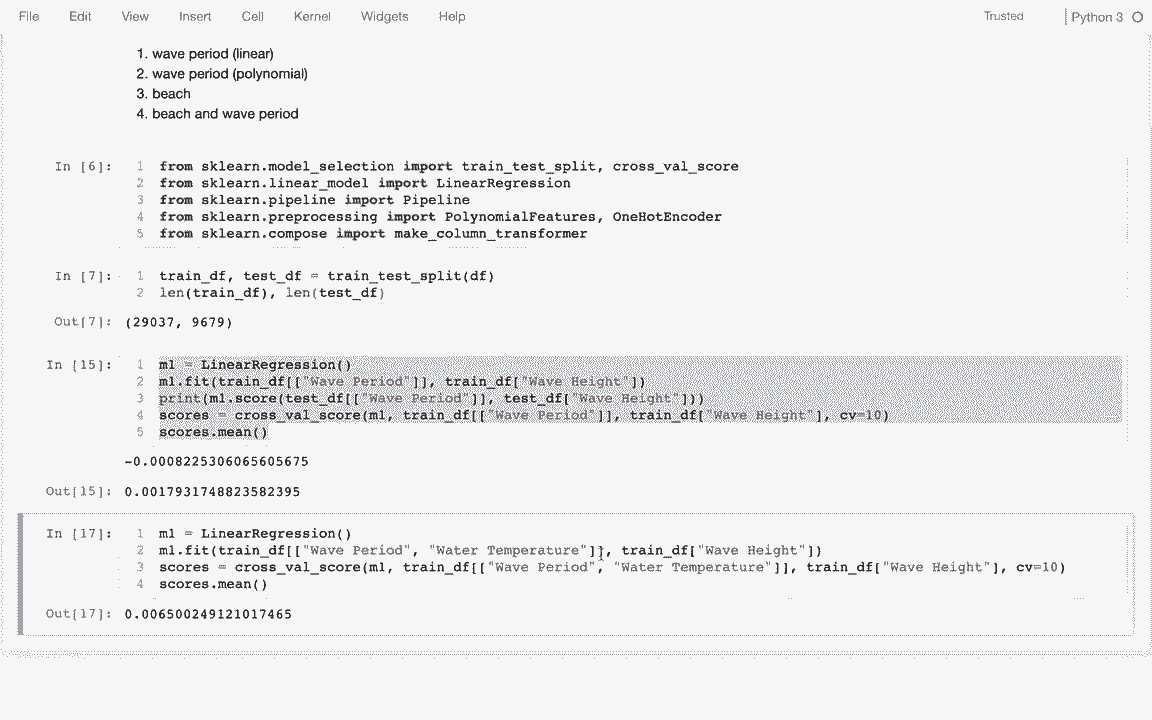 File Edit View Insert Cell Kernel Widgets Help Trusted Python 3
1. wave period (linear)
2. wave period (polynomial)
3. beach
4. beach and wave period
In [6]: 1 from sklearn.model_selection import train_test_split, cross_val_score
2 from sklearn.linear_model import LinearRegression
3 from sklearn.pipeline import Pipeline
4 from sklearn.preprocessing import PolynomialFeatures, OneHotEncoder
5 from sklearn.compose import make_column_transformer
In [7]: 1 train_df, test_df = train_test_split(df)
2 len(train_df), len(test_df)
Out[7]: (29037, 9679)
In [15]: 1 m1 = LinearRegression()
2 m1.fit(train_df[["Wave Period"]], train_df["Wave Height"])
3 print(m1.score(test_df[["Wave Period"]], test_df["Wave Height"]))
4 scores = cross_val_score(m1, train_df[["Wave Period"]], train_df["Wave Height"], cv=10)
5 scores.mean()
-0.0008225306065605675
Out[15]: 0.0017931748823582395
In [17]: 1 m1 = LinearRegression()
2 m1.fit(train_df[["Wave Period", "Water Temperature"]], train_df["Wave Height"])
3 scores = cross_val_score(m1, train_df[["Wave Period", "Water Temperature"]], train_df["Wave Height"], cv=10)
4 scores.mean()
Out[17]: 0.006500249121017465